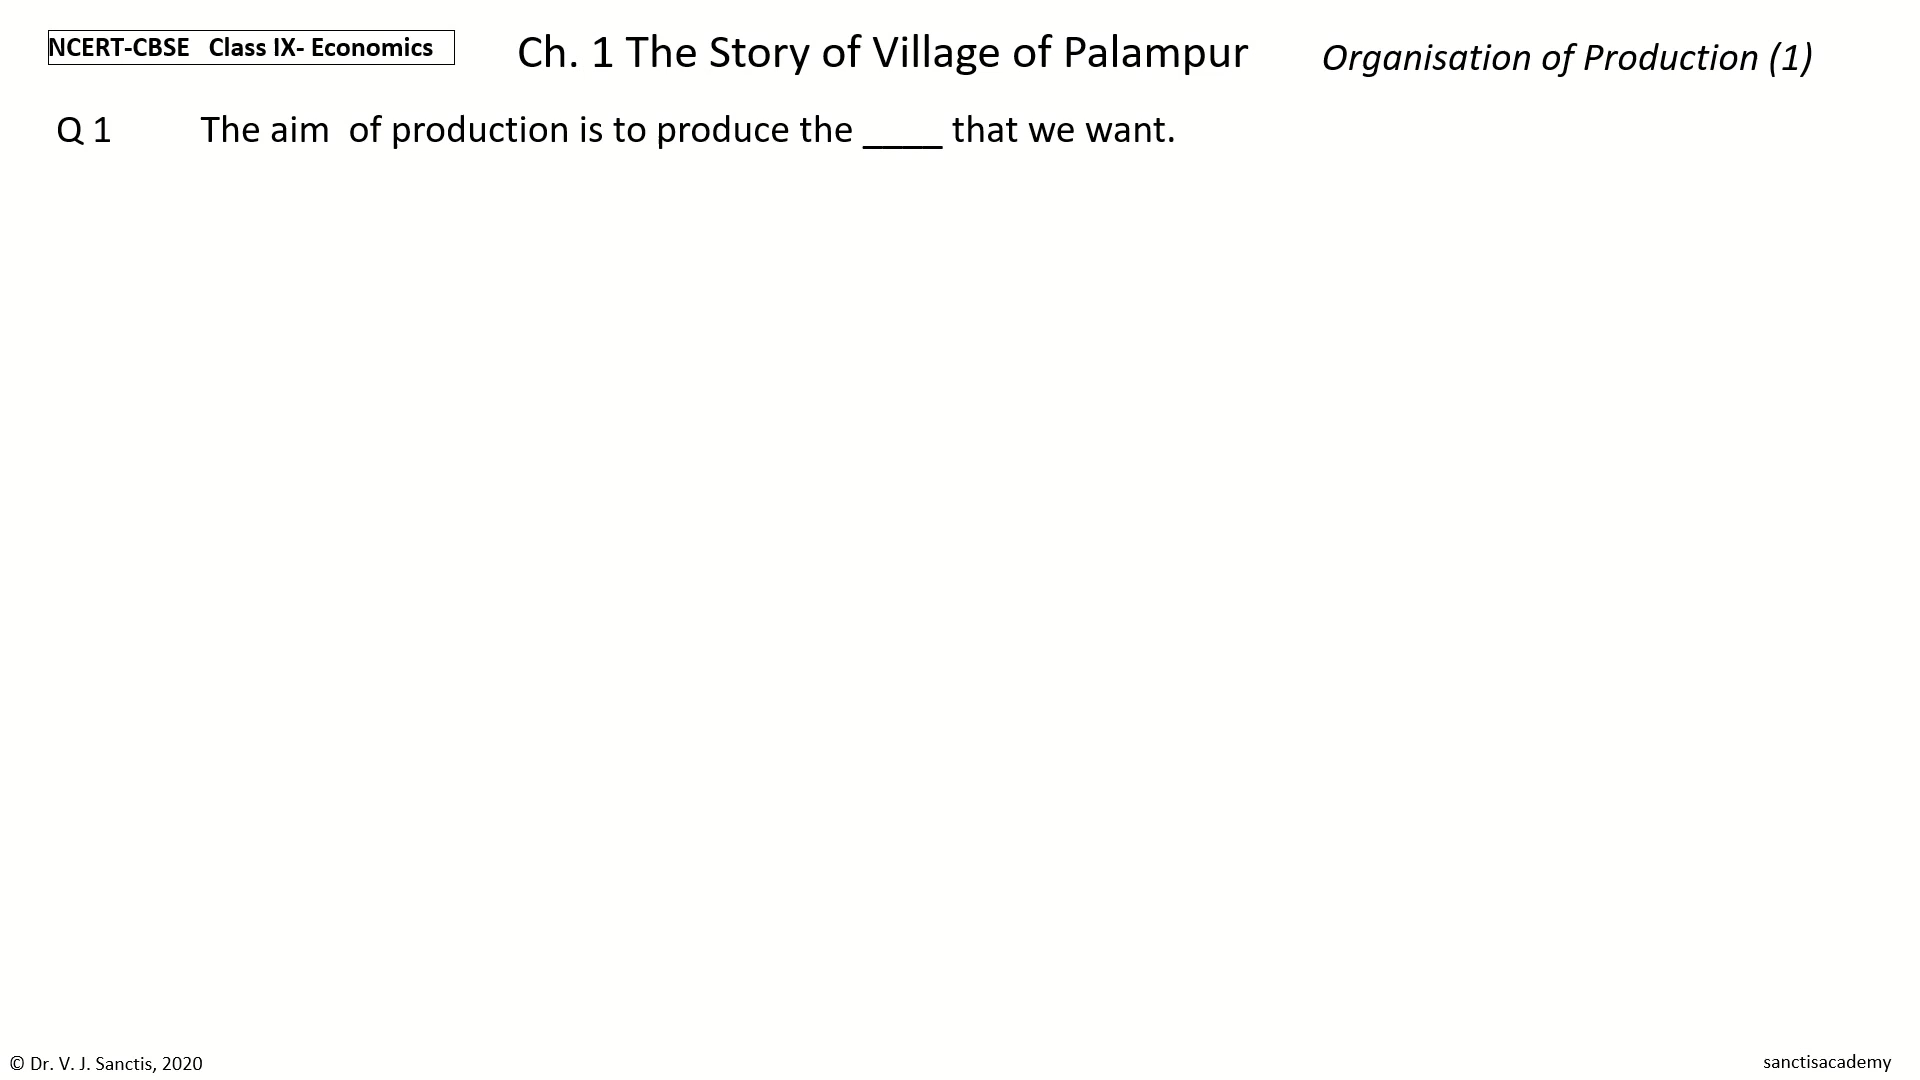 NCERT-CBSE   Class IX- Economics
Ch. 1 The Story of Village of Palampur
Organisation of Production (1)
Q 1 The aim  of production is to produce the ____ that we want.
© Dr. V. J. Sanctis, 2020
sanctisacademy